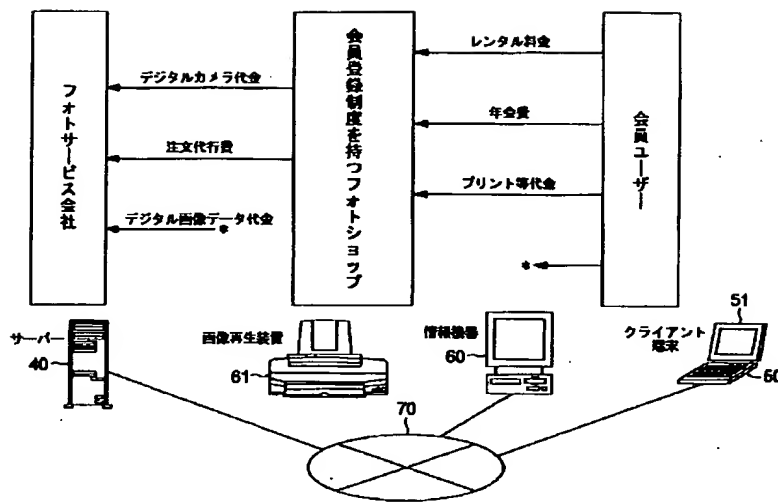 フォトサービス会社
デジタルカメラ代金
注文代行費
デジタル画像データ代金
*
会員登録制度を持つフォトショップ
レンタル料金
年会費
プリント等代金
*
会員ユーザー
サーバー
40
画像再生装置
61
情報機器
60
クライアント
端末
51
50
70